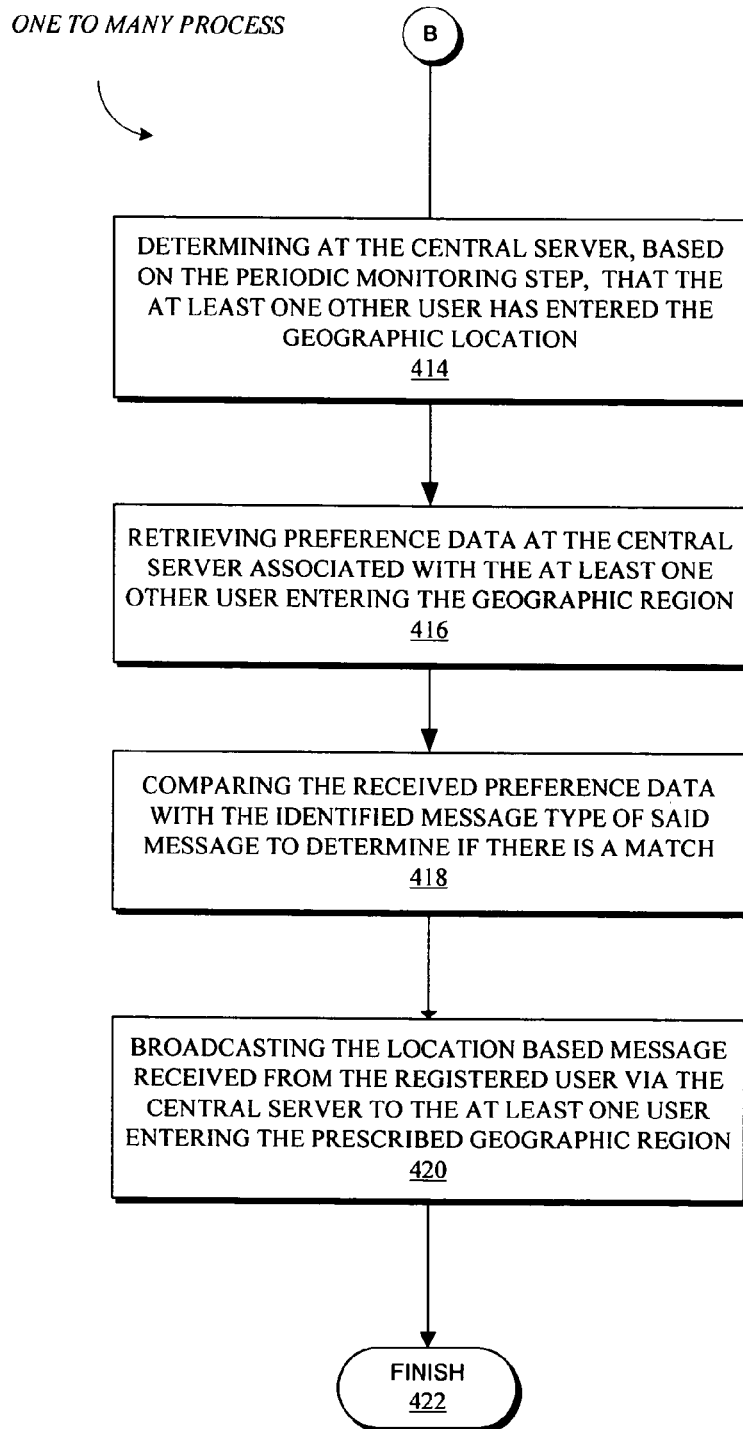 ONE TO MANY PROCESS
B
DETERMINING AT THE CENTRAL SERVER, BASED
ON THE PERIODIC MONITORING STEP, THAT THE
AT LEAST ONE OTHER USER HAS ENTERED THE
GEOGRAPHIC LOCATION
414
RETRIEVING PREFERENCE DATA AT THE CENTRAL
SERVER ASSOCIATED WITH THE AT LEAST ONE
OTHER USER ENTERING THE GEOGRAPHIC REGION
416
COMPARING THE RECEIVED PREFERENCE DATA
WITH THE IDENTIFIED MESSAGE TYPE OF SAID
MESSAGE TO DETERMINE IF THERE IS A MATCH
418
BROADCASTING THE LOCATION BASED MESSAGE
RECEIVED FROM THE REGISTERED USER VIA THE
CENTRAL SERVER TO THE AT LEAST ONE USER
ENTERING THE PRESCRIBED GEOGRAPHIC REGION
420
FINISH
422